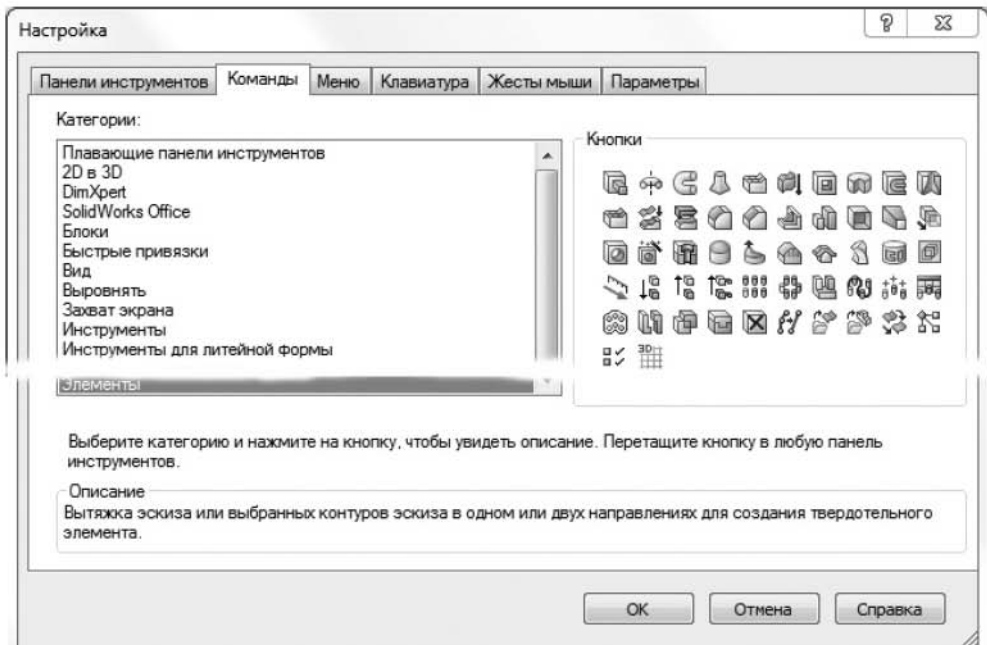 Настройка
Панели инструментов Команды Меню Клавиатура Жесты мыши Параметры
Категории:
Плавающие панели инструментов
2D в 3D
DimXpert
SolidWorks Office
Блоки
Быстрые привязки
Вид
Выровнять
Захват экрана
Инструменты
Инструменты для литейной формы
Элементы
Кнопки
3D
Выберите категорию и нажмите на кнопку, чтобы увидеть описание. Перетащите кнопку в любую панель
инструментов.
Описание
Вытяжка эскиза или выбранных контуров эскиза в одном или двух направлениях для создания твердотельного
элемента.
OK Отмена Справка